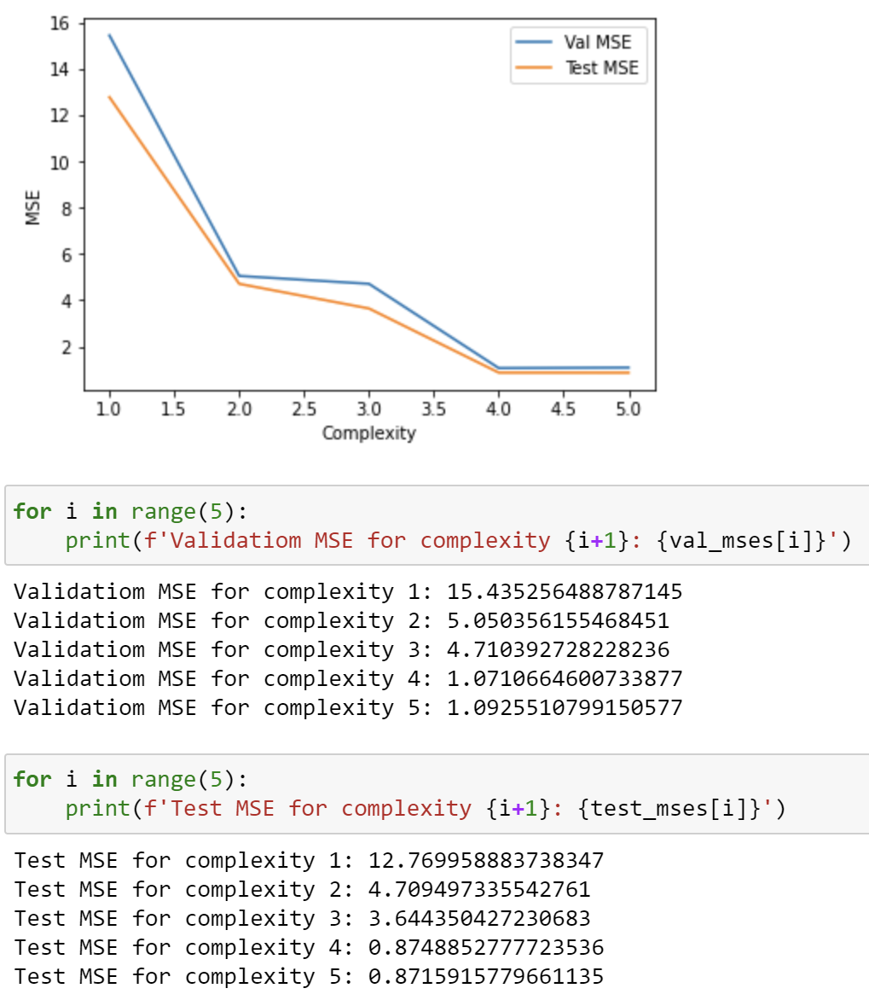 16
14
12
10
8
6
4
2
MSE
Val MSE
Test MSE
1.0 1.5 2.0 2.5 3.0 3.5 4.0 4.5 5.0
Complexity
for i in range(5):
    print(f'Validatiom MSE for complexity {i+1}: {val_mses[i]}')
Validatiom MSE for complexity 1: 15.435256488787145
Validatiom MSE for complexity 2: 5.050356155468451
Validatiom MSE for complexity 3: 4.710392728228236
Validatiom MSE for complexity 4: 1.0710664600733877
Validatiom MSE for complexity 5: 1.0925510799150577
for i in range(5):
    print(f'Test MSE for complexity {i+1}: {test_mses[i]}')
Test MSE for complexity 1: 12.769958883738347
Test MSE for complexity 2: 4.709497335542761
Test MSE for complexity 3: 3.644350427230683
Test MSE for complexity 4: 0.8748852777723536
Test MSE for complexity 5: 0.8715915779661135